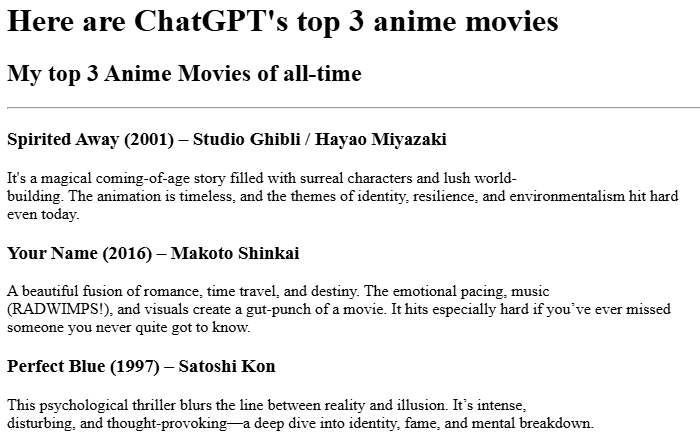 Here are ChatGPT's top 3 anime movies
My top 3 Anime Movies of all-time
Spirited Away (2001) – Studio Ghibli / Hayao Miyazaki
It's a magical coming-of-age story filled with surreal characters and lush world-
building. The animation is timeless, and the themes of identity, resilience, and environmentalism hit hard
even today.
Your Name (2016) – Makoto Shinkai
A beautiful fusion of romance, time travel, and destiny. The emotional pacing, music
(RADWIMPS!), and visuals create a gut-punch of a movie. It hits especially hard if you’ve ever missed
someone you never quite got to know.
Perfect Blue (1997) – Satoshi Kon
This psychological thriller blurs the line between reality and illusion. It’s intense,
disturbing, and thought-provoking—a deep dive into identity, fame, and mental breakdown.